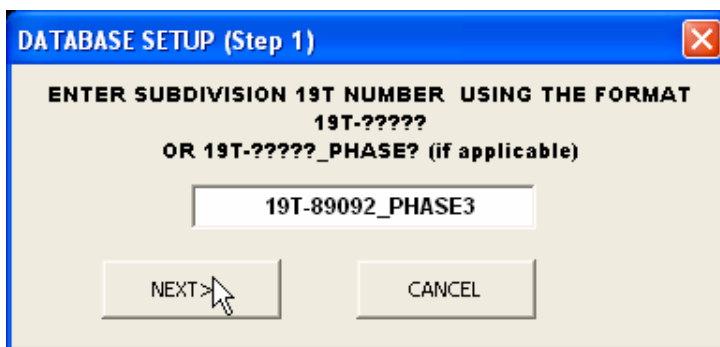 DATABASE SETUP (Step 1)
ENTER SUBDIVISION 19T NUMBER USING THE FORMAT
19T-?????
OR 19T-?????_PHASE? (if applicable)
19T-89092_PHASE3
NEXT>
CANCEL